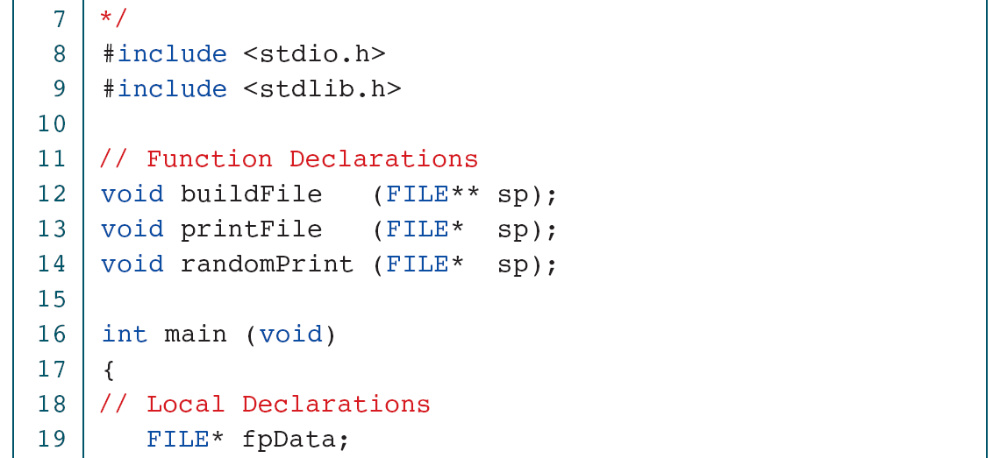 7 */
8 #include <stdio.h>
9 #include <stdlib.h>
10
11 // Function Declarations
12 void buildFile   (FILE** sp);
13 void printFile   (FILE*  sp);
14 void randomPrint (FILE*  sp);
15
16 int main (void)
17 {
18 // Local Declarations
19    FILE* fpData;